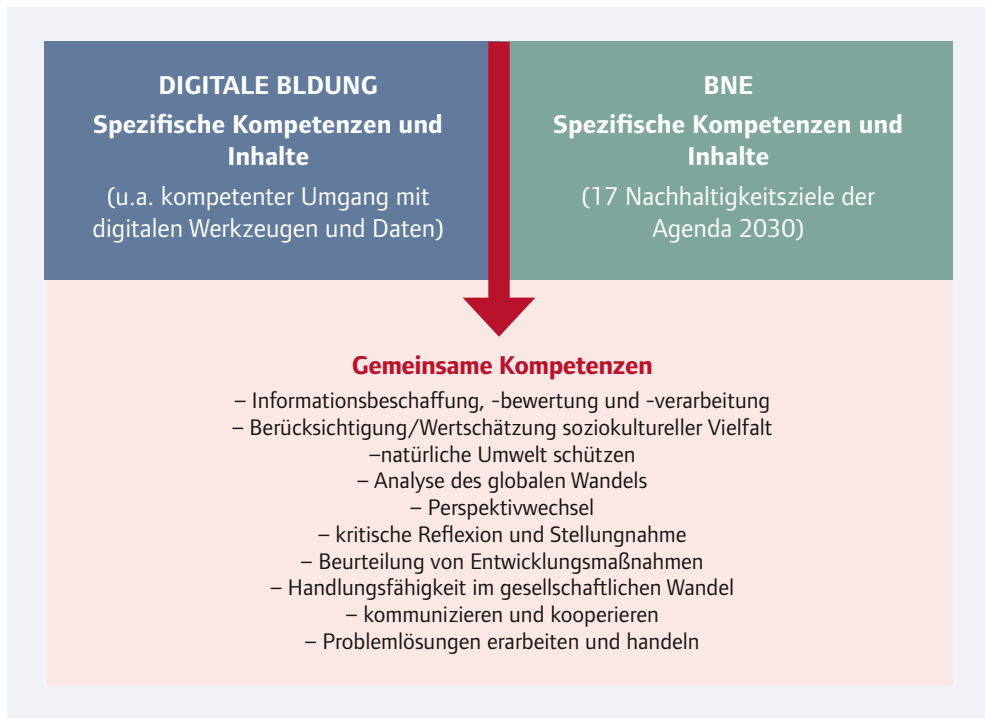 DIGITALE BLDUNG
Spezifische Kompetenzen und
Inhalte
(u.a. kompetenter Umgang mit
digitalen Werkzeugen und Daten)
BNE
Spezifische Kompetenzen und
Inhalte
(17 Nachhaltigkeitsziele der
Agenda 2030)
Gemeinsame Kompetenzen
– Informationsbeschaffung, -bewertung und -verarbeitung
– Berücksichtigung/Wertschätzung soziokultureller Vielfalt
–natürliche Umwelt schützen
– Analyse des globalen Wandels
– Perspektivwechsel
– kritische Reflexion und Stellungnahme
– Beurteilung von Entwicklungsmaßnahmen
– Handlungsfähigkeit im gesellschaftlichen Wandel
– kommunizieren und kooperieren
– Problemlösungen erarbeiten und handeln